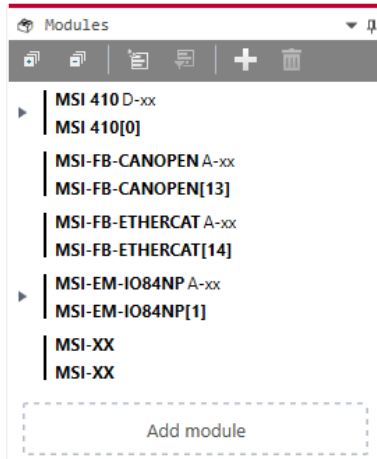 Modules
MSI 410 D-xx
MSI 410[0]
MSI-FB-CANOPEN A-xx
MSI-FB-CANOPEN[13]
MSI-FB-ETHERCAT A-xx
MSI-FB-ETHERCAT[14]
MSI-EM-IO84NP A-xx
MSI-EM-IO84NP[1]
MSI-XX
MSI-XX
Add module